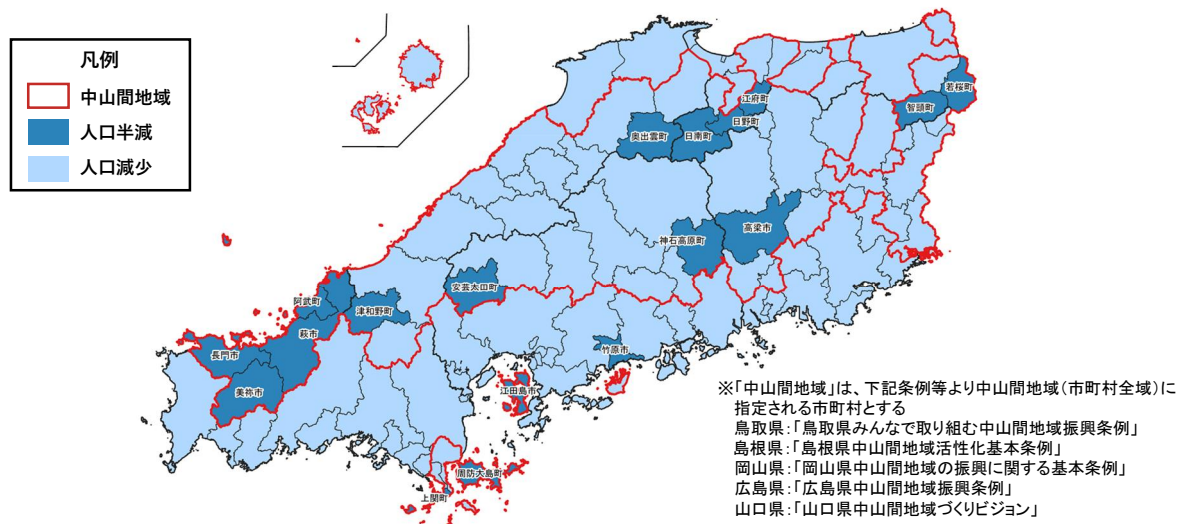 凡例
中山間地域
人口半減
人口減少
若桜町
智頭町
江府町
日野町
日南町
奥出雲町
高梁市
神石高原町
安芸太田町
阿武町
津和野町
萩市
長門市
美祢市
竹原市
江田島市
周防大島町
上関町
※「中山間地域」は、下記条例等より中山間地域(市町村全域)に
指定される市町村とする
鳥取県:「鳥取県みんなで取り組む中山間地域振興条例」
島根県:「島根県中山間地域活性化基本条例」
岡山県:「岡山県中山間地域の振興に関する基本条例」
広島県:「広島県中山間地域振興条例」
山口県:「山口県中山間地域づくりビジョン」